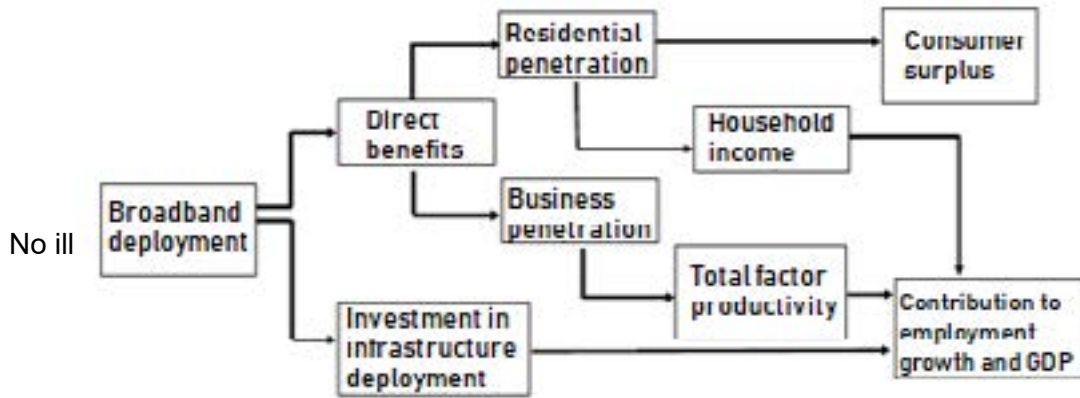 Residential
penetration
Consumer
surplus
Direct
benefits
Household
income
Broadband
deployment
Business
penetration
No ill
Total factor
productivity
Investment in
infrastructure
deployment
Contribution to
employment
growth and GDP